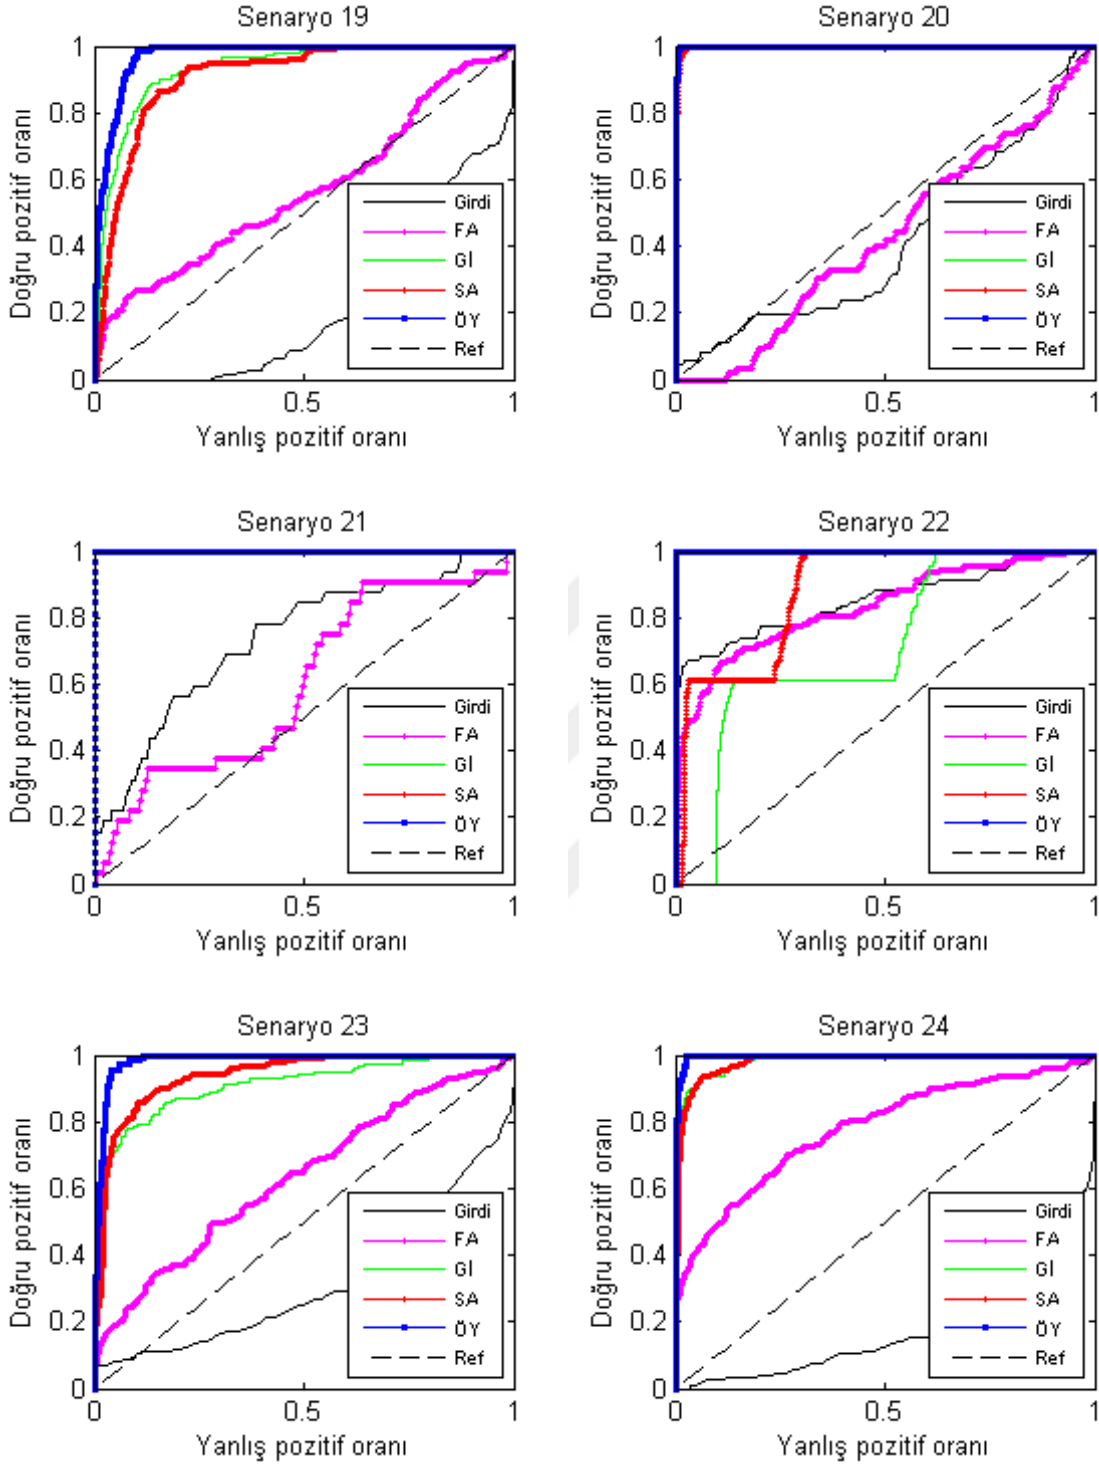 Senaryo 19
Doğru pozitif oranı
1
0.8
0.6
0.4
0.2
0
0
0.5
1
Yanlış pozitif oranı
Girdi
FA
Gİ
SA
ÖY
Ref
Senaryo 20
Doğru pozitif oranı
1
0.8
0.6
0.4
0.2
0
0
0.5
1
Yanlış pozitif oranı
Girdi
FA
Gİ
SA
ÖY
Ref
Senaryo 21
Doğru pozitif oranı
1
0.8
0.6
0.4
0.2
0
0
0.5
1
Yanlış pozitif oranı
Girdi
FA
Gİ
SA
ÖY
Ref
Senaryo 22
Doğru pozitif oranı
1
0.8
0.6
0.4
0.2
0
0
0.5
1
Yanlış pozitif oranı
Girdi
FA
Gİ
SA
ÖY
Ref
Senaryo 23
Doğru pozitif oranı
1
0.8
0.6
0.4
0.2
0
0
0.5
1
Yanlış pozitif oranı
Girdi
FA
Gİ
SA
ÖY
Ref
Senaryo 24
Doğru pozitif oranı
1
0.8
0.6
0.4
0.2
0
0
0.5
1
Yanlış pozitif oranı
Girdi
FA
Gİ
SA
ÖY
Ref